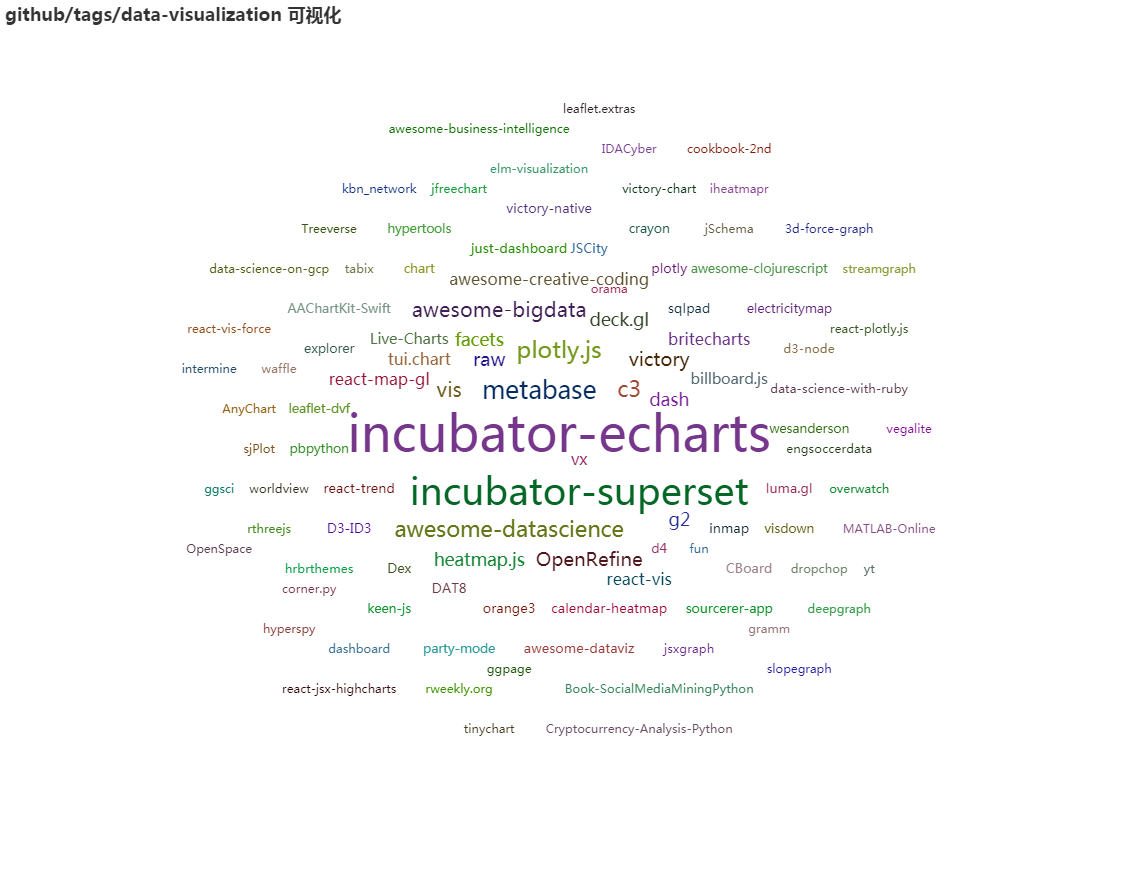 github/tags/data-visualization 可视化
leaflet.extras
awesome-business-intelligence
IDACyber cookbook-2nd
elm-visualization
kbn_network jfreechart victory-chart iheatmapr
victory-native
Treeverse hypertools crayon jSchema 3d-force-graph
just-dashboard JSCity
data-science-on-gcp tabix chart plotly awesome-clojurescript streamgraph
awesome-creative-coding
orama
AAChartKit-Swift awesome-bigdata sqlpad electricitymap
deck.gl
react-vis-force react-plotly.js
Live-Charts facets britecharts
explorer raw plotly.js d3-node
tui.chart victory
intermine waffle
react-map-gl billboard.js
vis metabase c3 data-science-with-ruby
dash
AnyChart leaflet-dvf
incubator-echarts wesanderson vegalite
sjPlot pbpython engsoccerdata
vx
ggsci worldview react-trend incubator-superset luma.gl overwatch
g2
rthreejs D3-ID3 awesome-datascience inmap visdown MATLAB-Online
OpenSpace d4 fun
heatmap.js OpenRefine
hrbrthemes Dex CBoard dropchop yt
react-vis
corner.py DAT8
keen-js orange3 calendar-heatmap sourcerer-app deepgraph
hyperspy gramm
dashboard party-mode awesome-dataviz jsxgraph
ggpage slopegraph
react-jsx-highcharts rweekly.org Book-SocialMediaMiningPython
tinychart Cryptocurrency-Analysis-Python